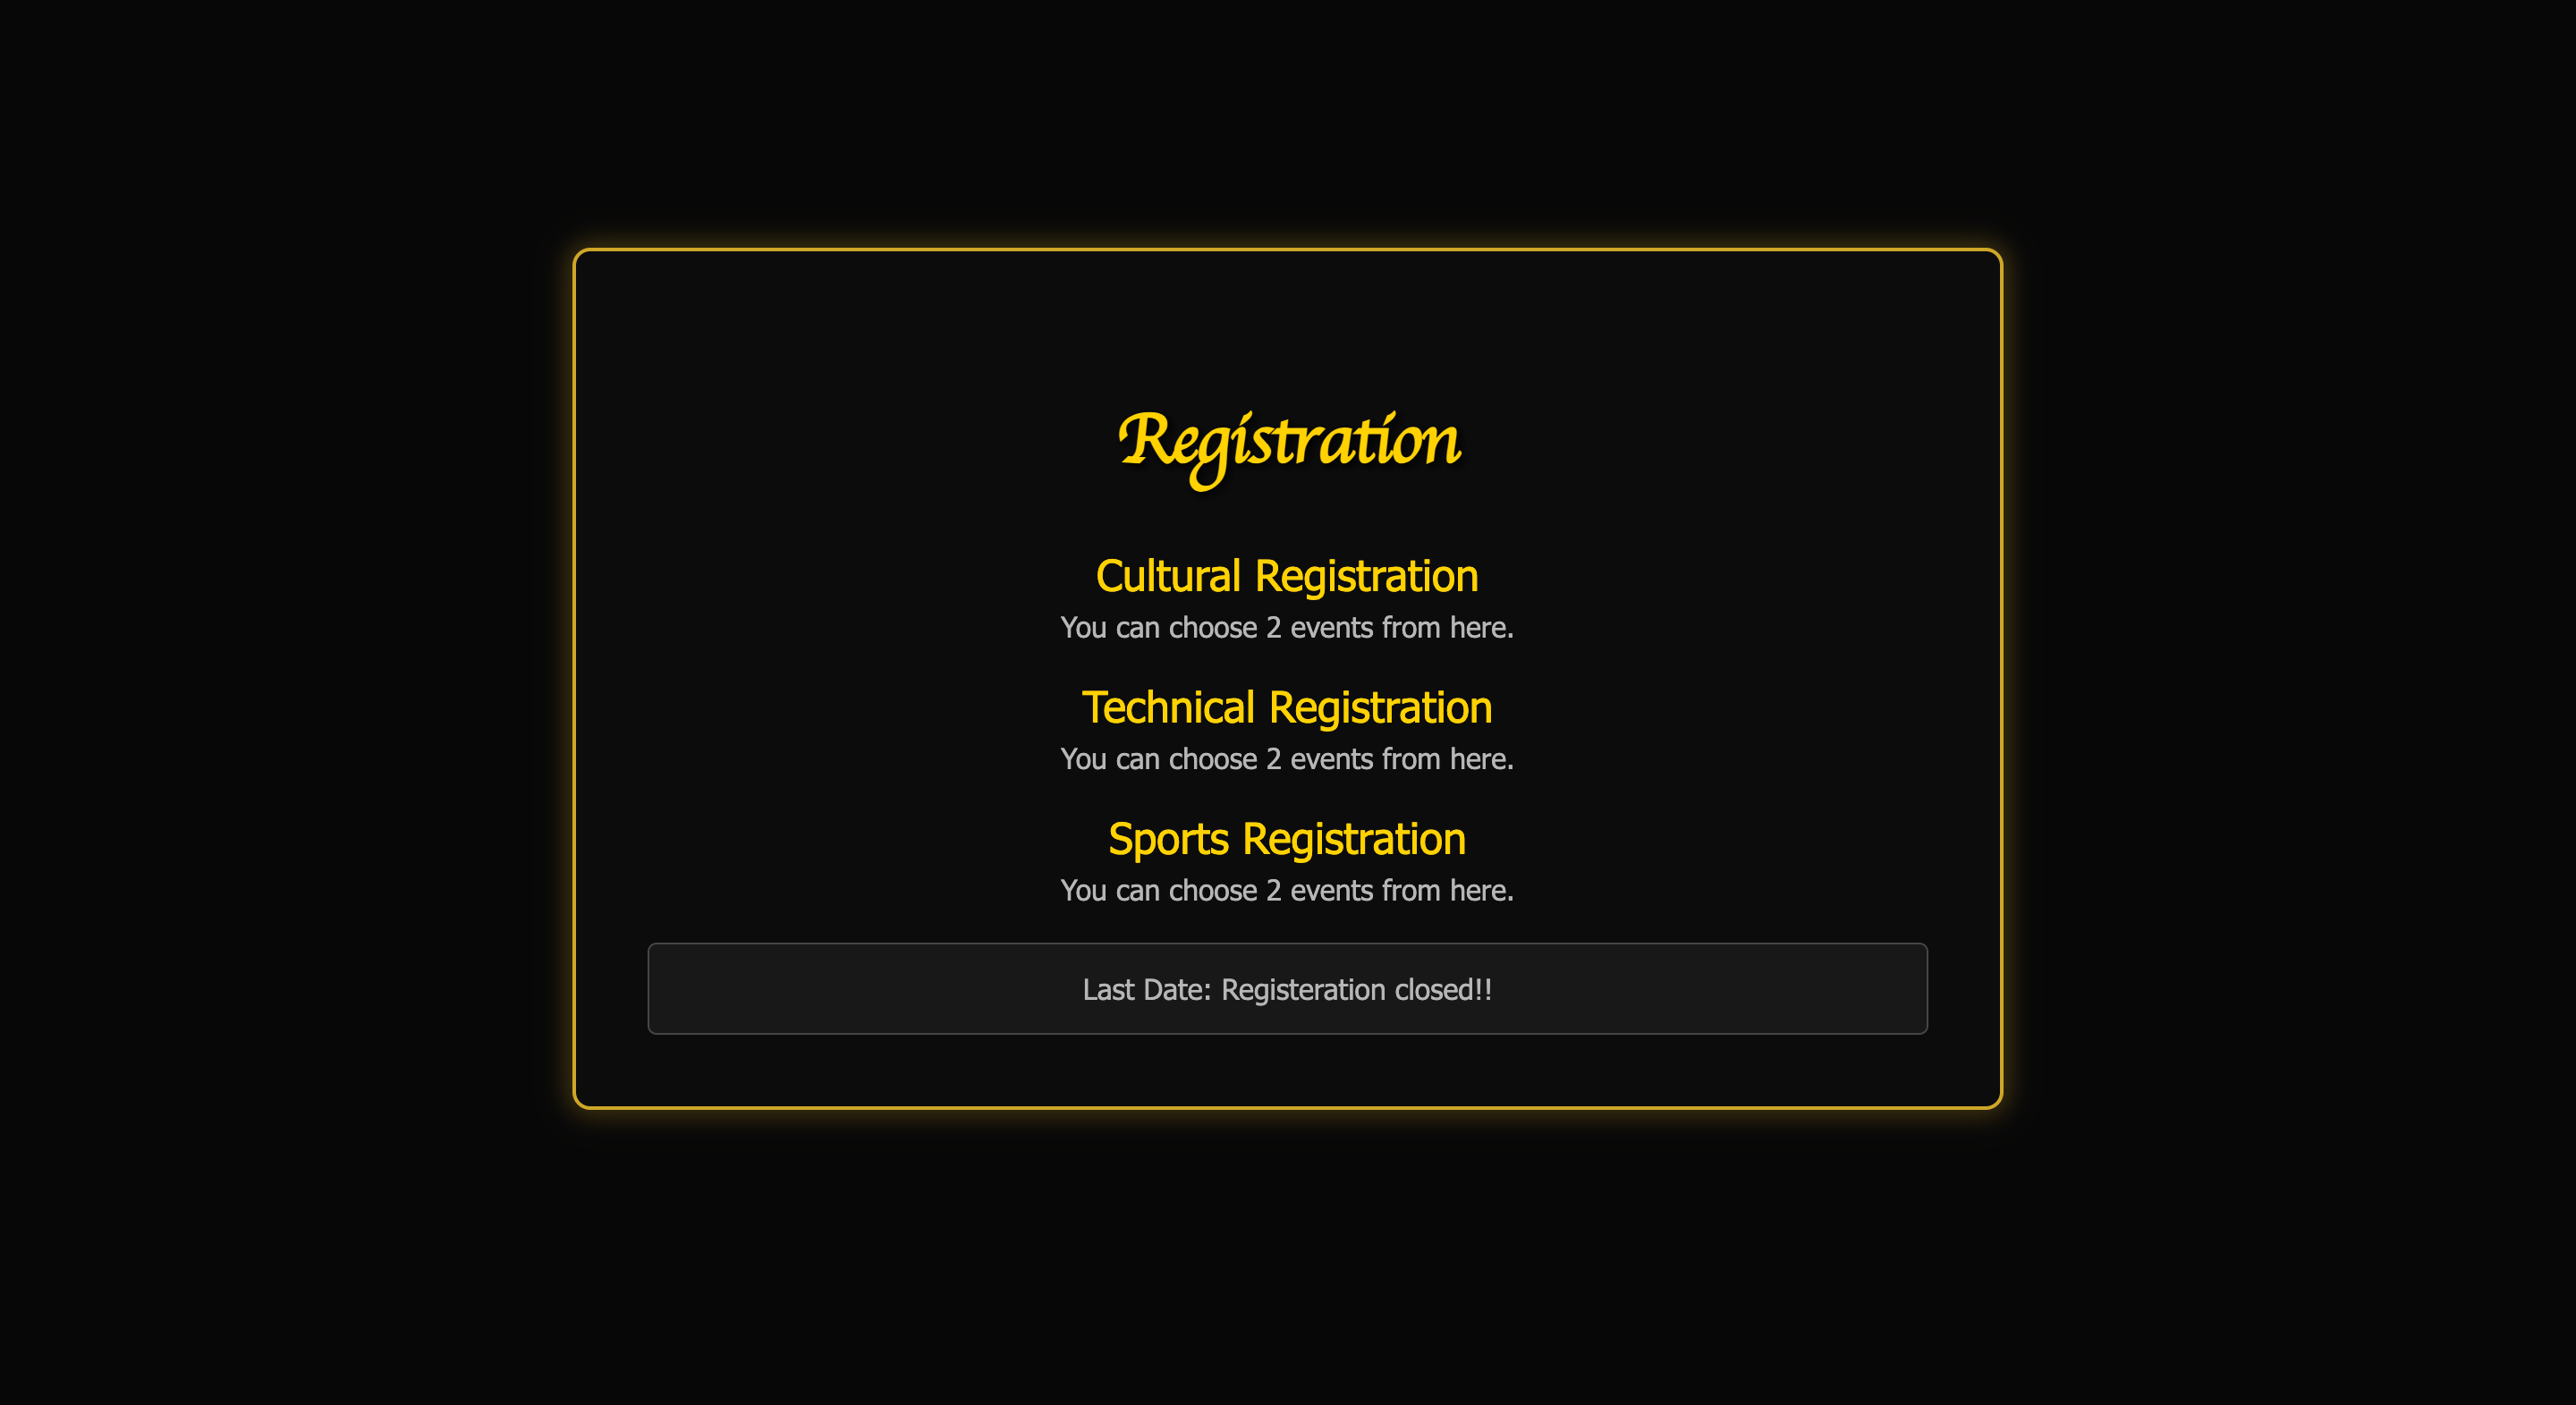 Registration
Cultural Registration
You can choose 2 events from here.
Technical Registration
You can choose 2 events from here.
Sports Registration
You can choose 2 events from here.
Last Date: Registeration closed!!